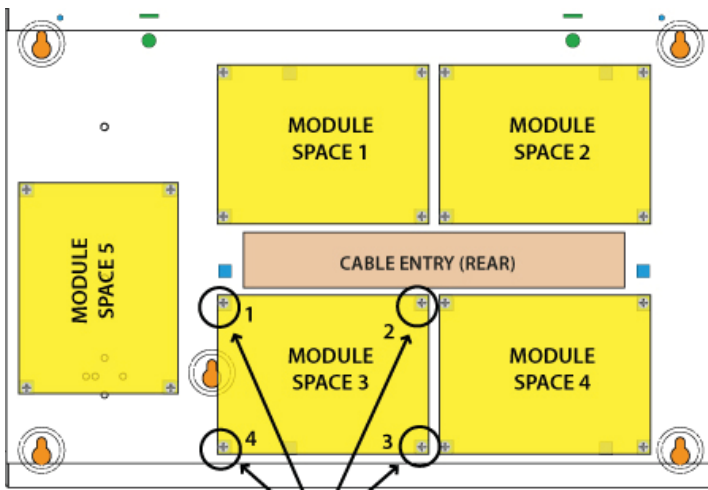 MODULE
SPACE 1
MODULE
SPACE 2
MODULE
SPACE 5
CABLE ENTRY (REAR)
1
2
MODULE
SPACE 3
MODULE
SPACE 4
4
3